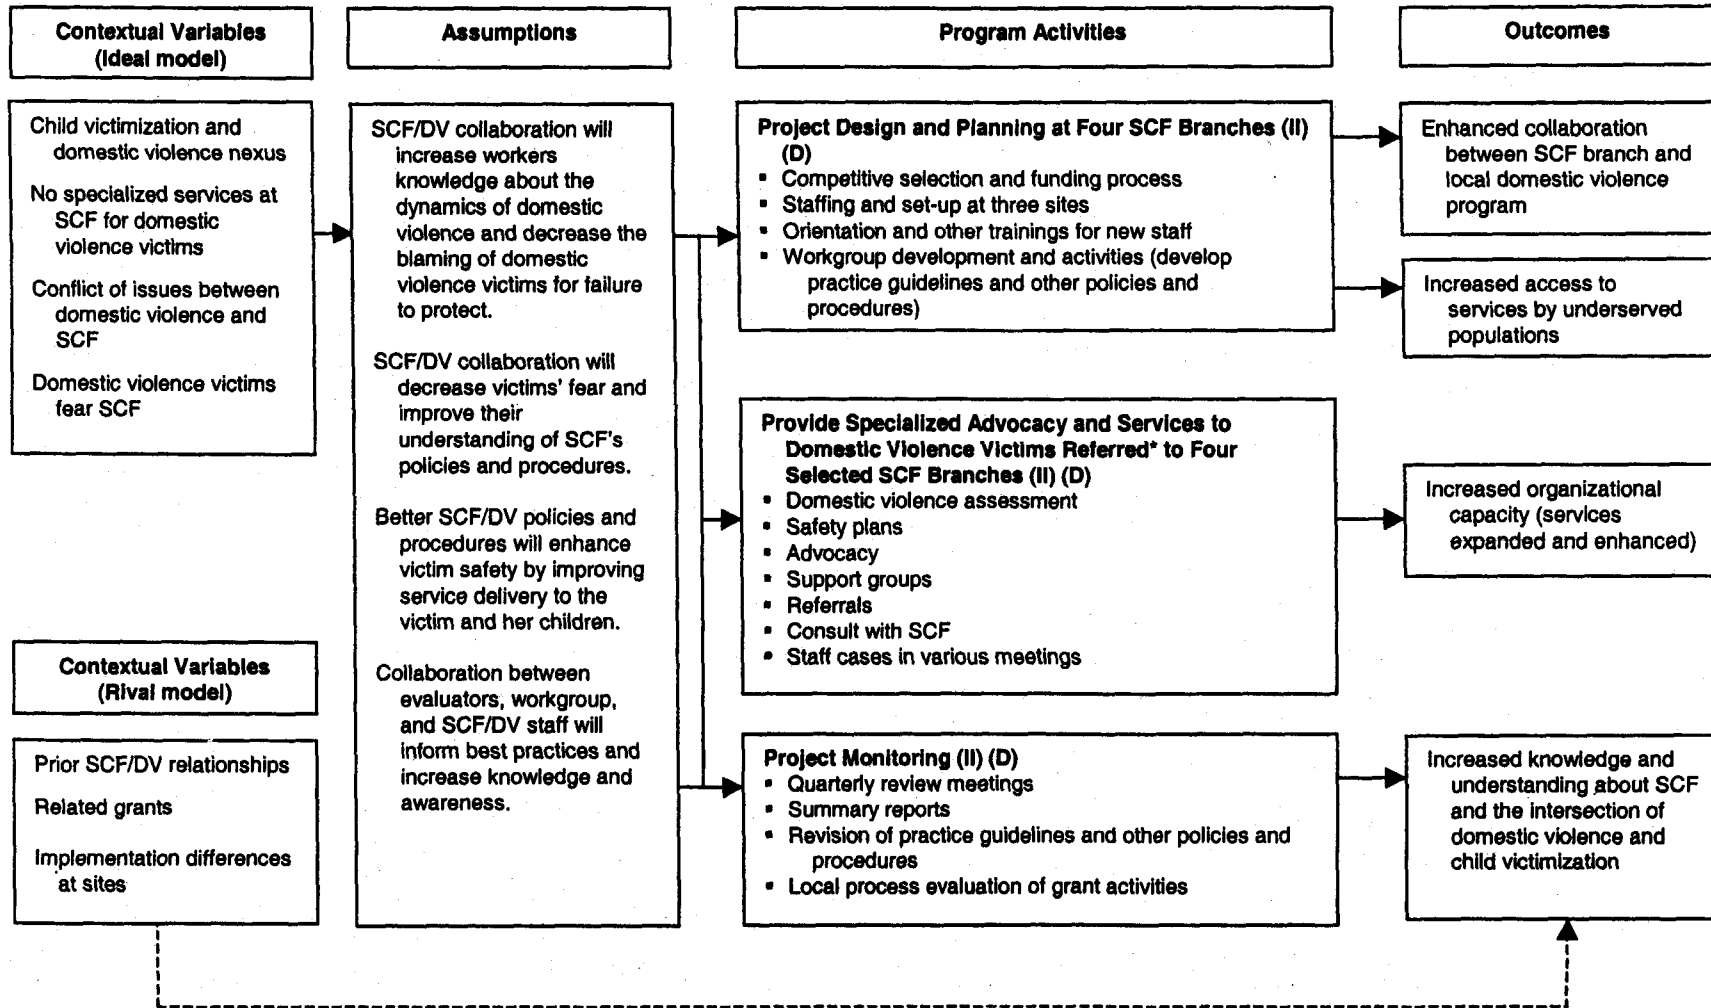 Contextual Variables
(Ideal model)
Child victimization and
domestic violence nexus
No specialized services at
SCF for domestic
violence victims
Conflict of issues between
domestic violence and
SCF
Domestic violence victims
fear SCF
Contextual Variables
(Rival model)
Prior SCF/DV relationships
Related grants
Implementation differences
at sites
Assumptions
SCF/DV collaboration will
increase workers
knowledge about the
dynamics of domestic
violence and decrease the
blaming of domestic
violence victims for failure
to protect.
SCF/DV collaboration will
decrease victims' fear and
improve their
understanding of SCF's
policies and procedures.
Better SCF/DV policies and
procedures will enhance
victim safety by improving
service delivery to the
victim and her children.
Collaboration between
evaluators, workgroup,
and SCF/DV staff will
inform best practices and
increase knowledge and
awareness.
Program Activities
Project Design and Planning at Four SCF Branches (II)
(D)
▪ Competitive selection and funding process
▪ Staffing and set-up at three sites
▪ Orientation and other trainings for new staff
▪ Workgroup development and activities (develop
practice guidelines and other policies and
procedures)
Provide Specialized Advocacy and Services to
Domestic Violence Victims Referred* to Four
Selected SCF Branches (II) (D)
▪ Domestic violence assessment
▪ Safety plans
▪ Advocacy
▪ Support groups
▪ Referrals
▪ Consult with SCF
▪ Staff cases in various meetings
Project Monitoring (II) (D)
▪ Quarterly review meetings
▪ Summary reports
▪ Revision of practice guidelines and other policies and
procedures
▪ Local process evaluation of grant activities
Outcomes
Enhanced collaboration
between SCF branch and
local domestic violence
program
Increased access to
services by underserved
populations
Increased organizational
capacity (services
expanded and enhanced)
Increased knowledge and
understanding about SCF
and the intersection of
domestic violence and
child victimization